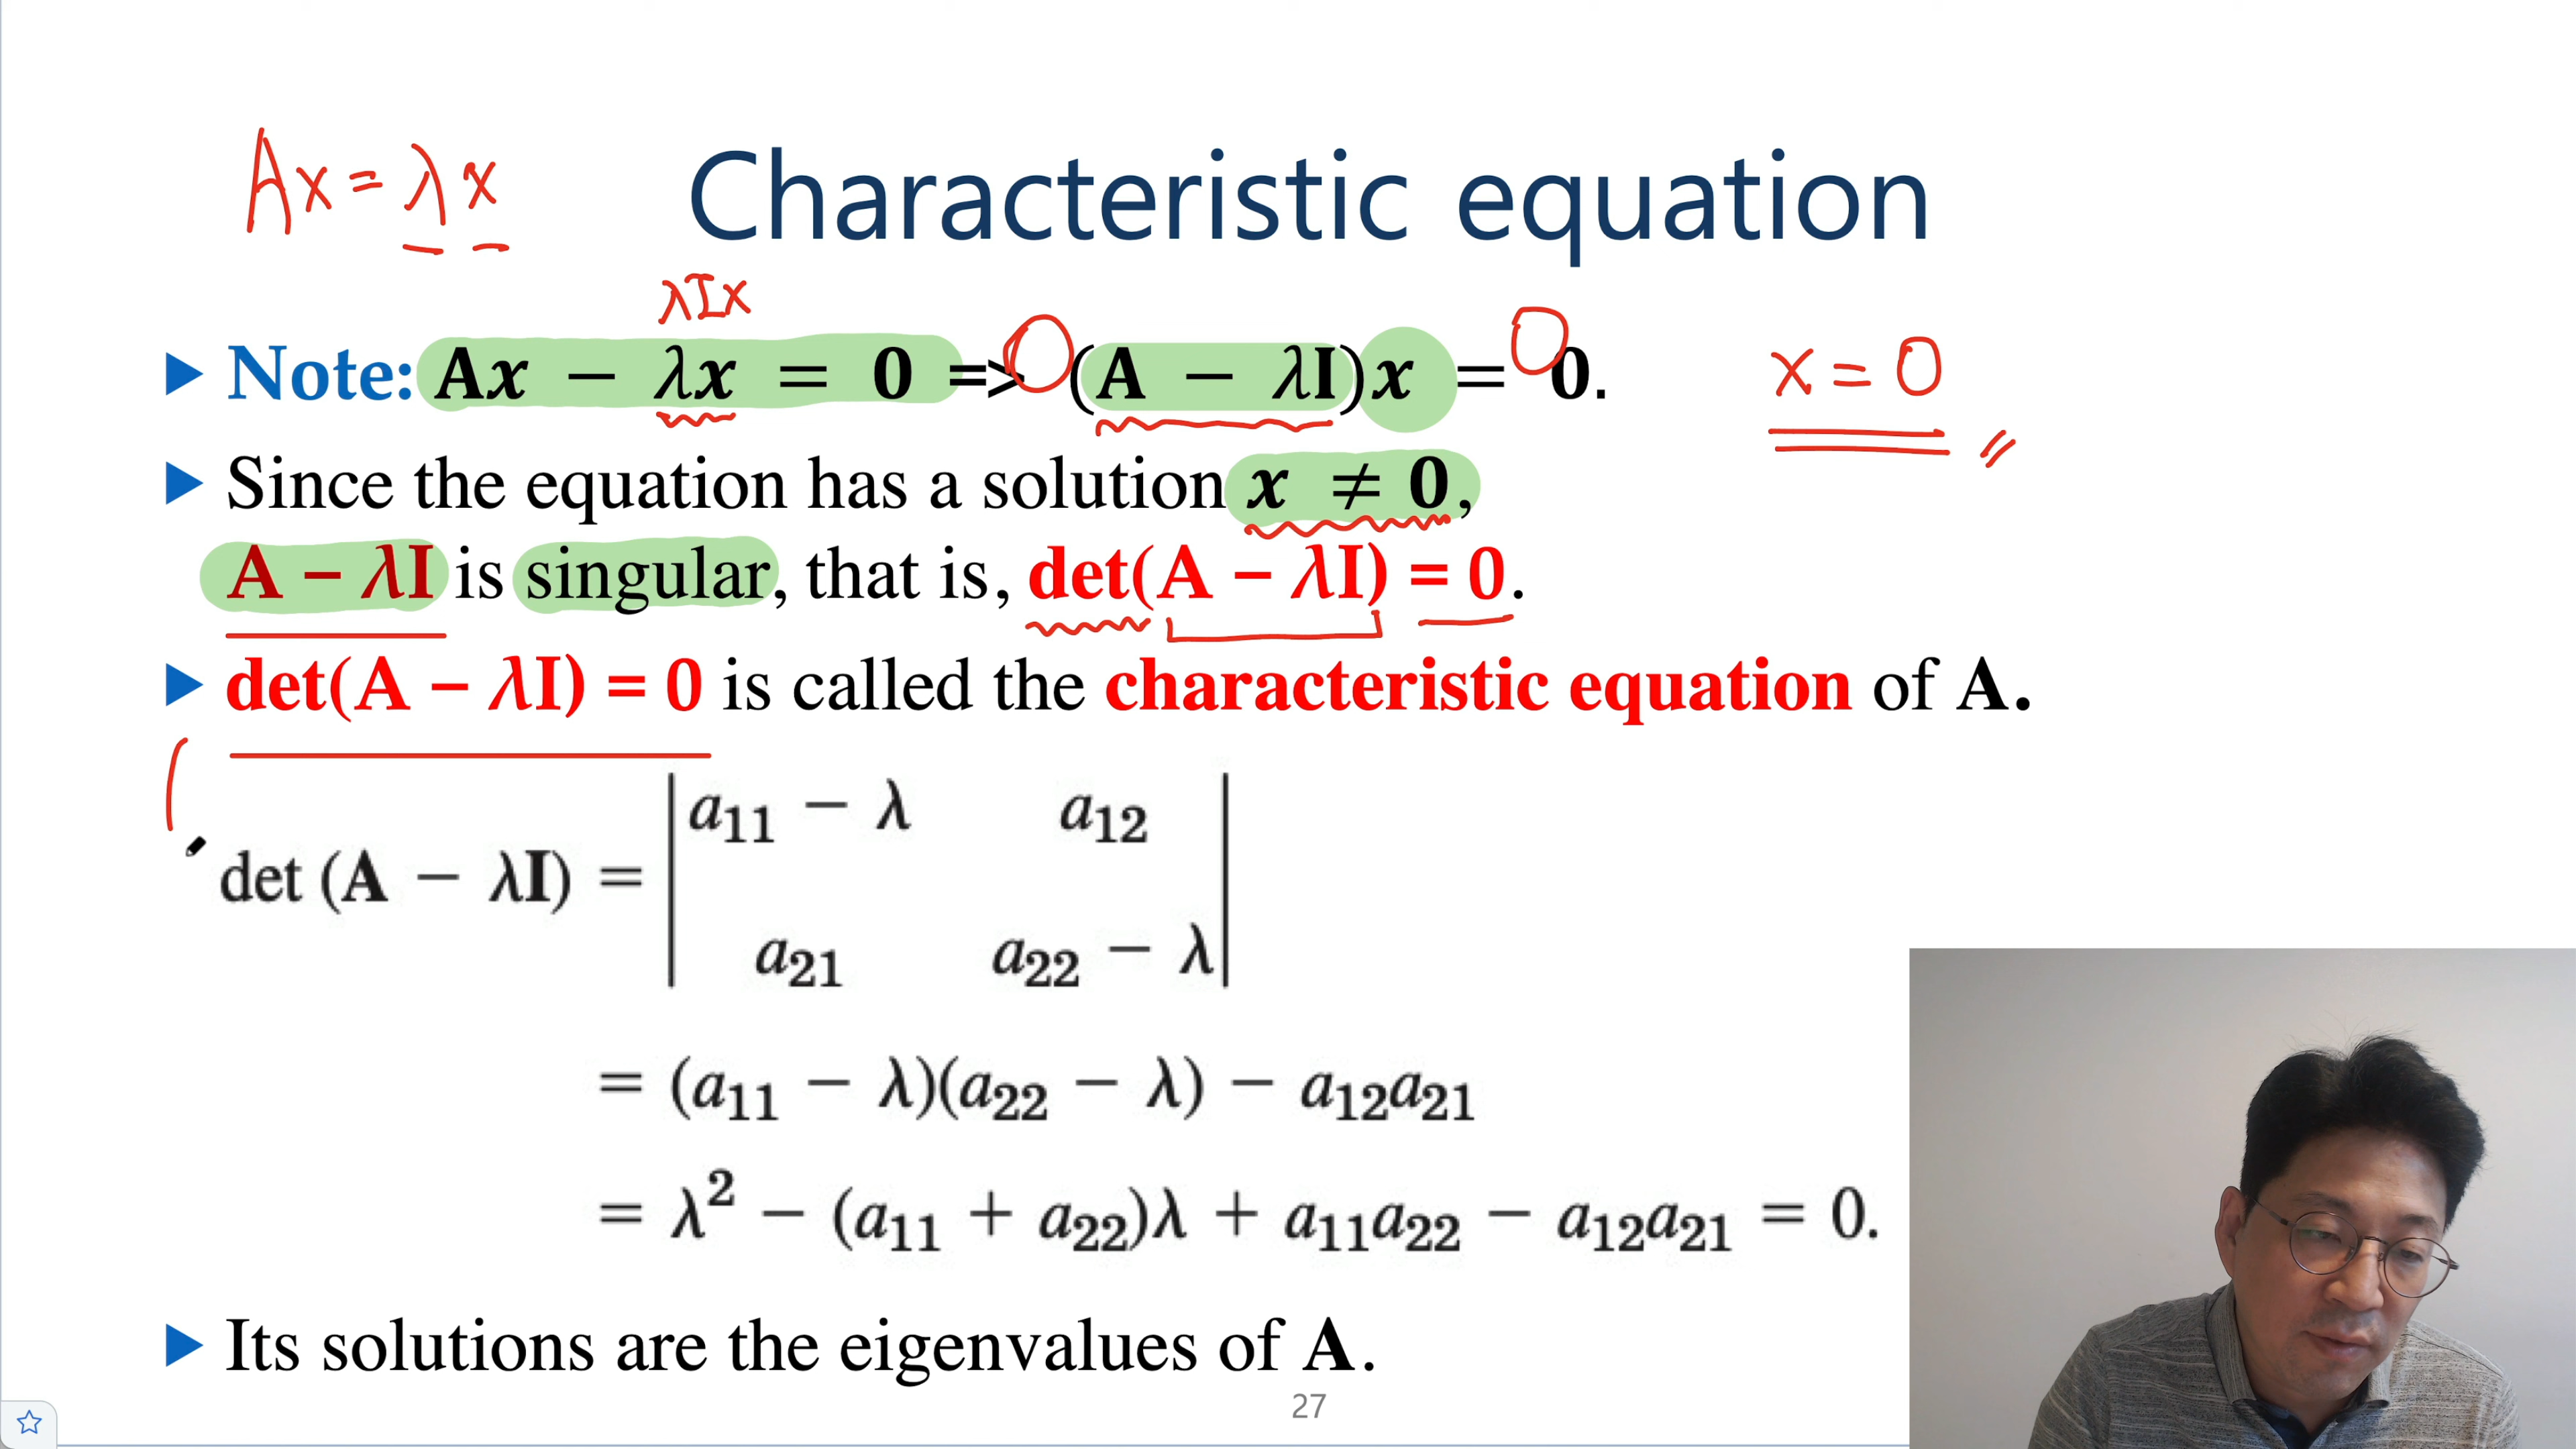 Ax = λx
Characteristic equation
λIx
Note: Ax − λx = 0 => (A − λI)x = 0.
0
0
x = 0
Since the equation has a solution x ≠ 0,
A − λI is singular, that is, det(A − λI) = 0.
det(A − λI) = 0 is called the characteristic equation of A.
det (A − λI) = | a₁₁ − λ a₁₂ |
| a₂₁ a₂₂ − λ |
= (a₁₁ − λ)(a₂₂ − λ) − a₁₂a₂₁
= λ² − (a₁₁ + a₂₂)λ + a₁₁a₂₂ − a₁₂a₂₁ = 0.
Its solutions are the eigenvalues of A.
27